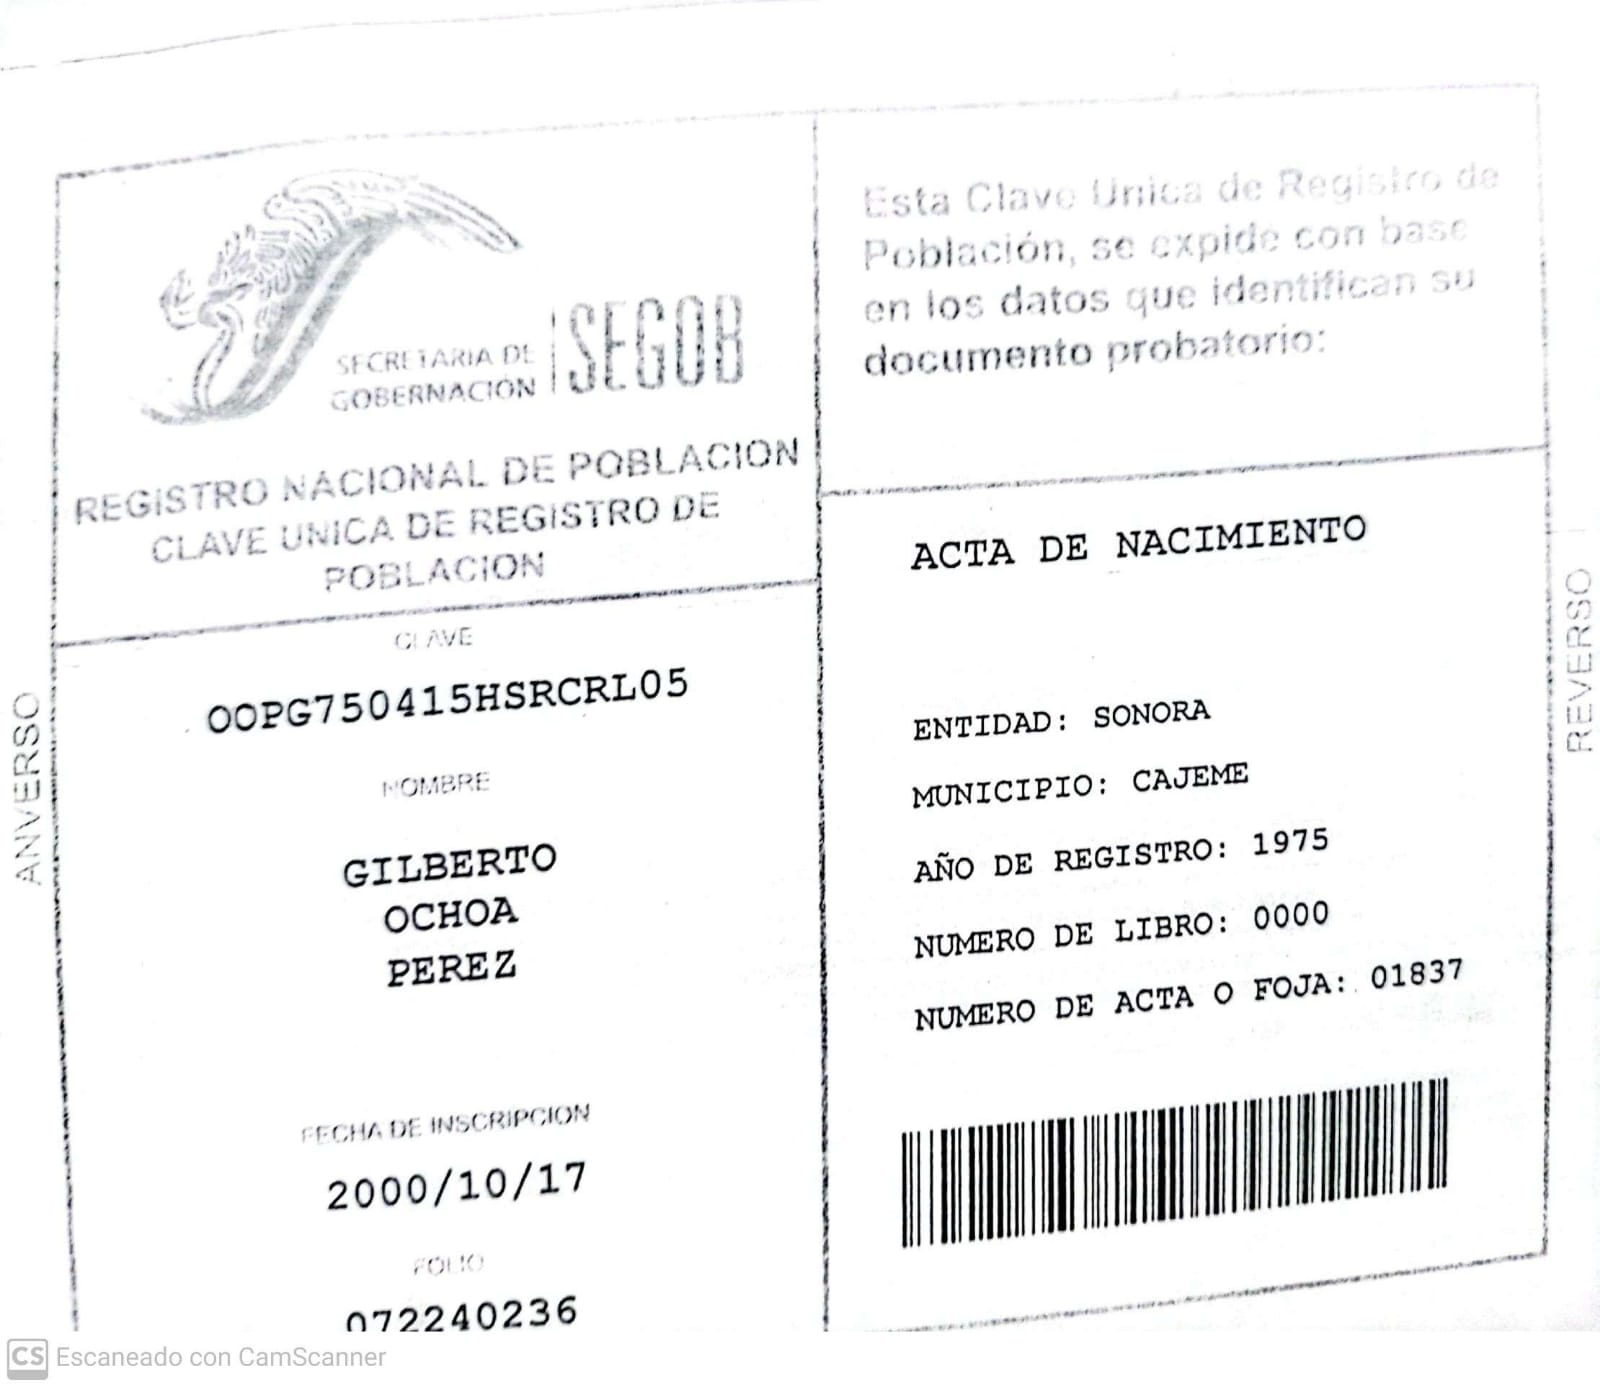 SECRETARIA DE
GOBERNACIÓN
SEGOB
REGISTRO NACIONAL DE POBLACION
CLAVE UNICA DE REGISTRO DE
POBLACION
ANVERSO
CLAVE
OOPG750415HSRCRL05
NOMBRE
GILBERTO
OCHOA
PEREZ
FECHA DE INSCRIPCION
2000/10/17
FOLIO
072240236
Esta Clave Unica de Registro de
Población, se expide con base
en los datos que identifican su
documento probatorio:
ACTA DE NACIMIENTO
ENTIDAD: SONORA
MUNICIPIO: CAJEME
AÑO DE REGISTRO: 1975
NUMERO DE LIBRO: 0000
NUMERO DE ACTA O FOJA: 01837
REVERSO
CS Escaneado con CamScanner